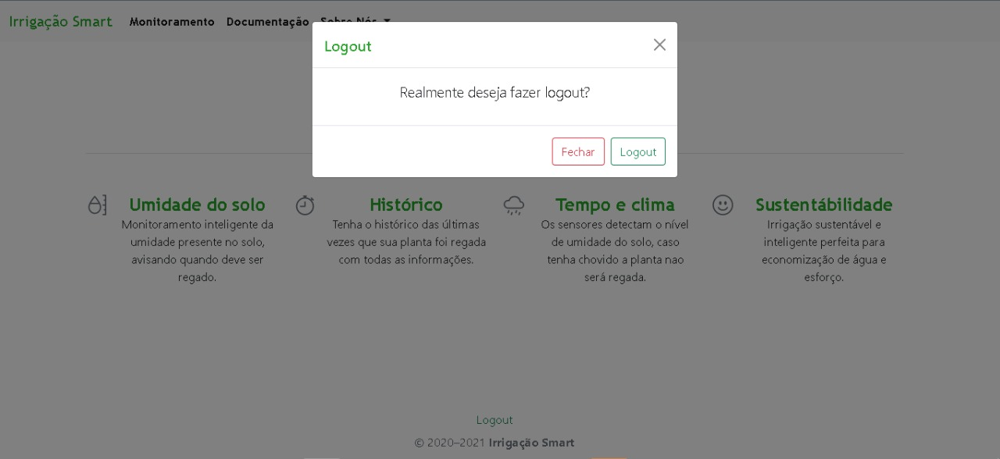 Irrigação Smart Monitoramento Documentação Sobre Nós
Logout
Realmente deseja fazer logout?
Fechar Logout
Umidade do solo
Monitoramento inteligente da
umidade presente no solo,
avisando quando deve ser
regado.
Histórico
Tenha o histórico das últimas
vezes que sua planta foi regada
com todas as informações.
Tempo e clima
Os sensores detectam o nível
de umidade do solo, caso
tenha chovido a planta nao
será regada.
Sustentábilidade
Irrigação sustentável e
inteligente perfeita para
economização de água e
esforço.
Logout
© 2020–2021 Irrigação Smart